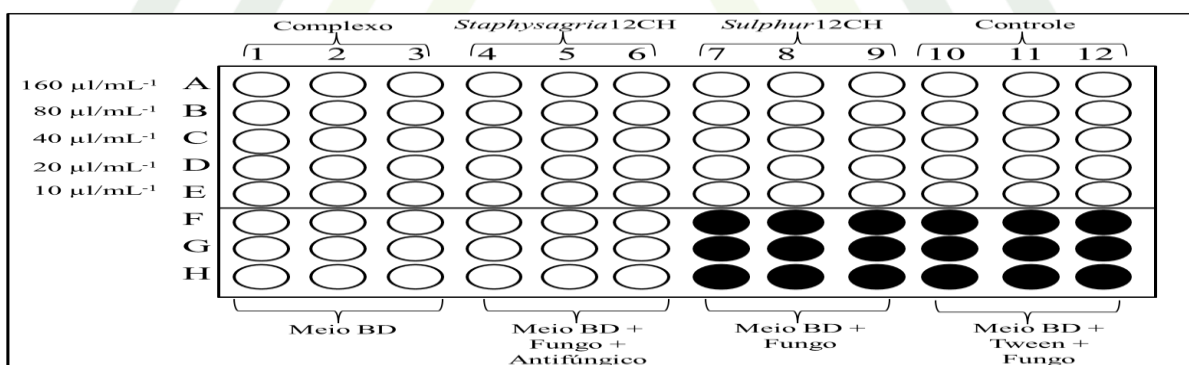 Complexo Staphysagria12CH Sulphur12CH Controle
1 2 3 4 5 6 7 8 9 10 11 12
160 µl/mL-1 A
80 µl/mL-1 B
40 µl/mL-1 C
20 µl/mL-1 D
10 µl/mL-1 E
F
G
H
Meio BD Meio BD + Meio BD + Meio BD +
Fungo + Fungo Tween +
Antifúngico Fungo